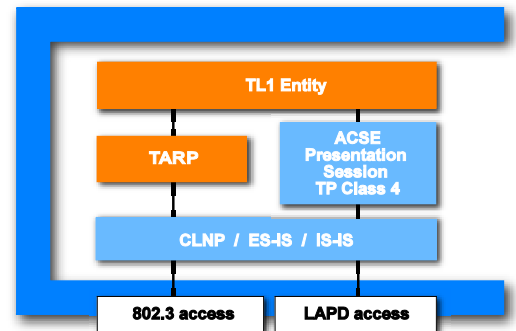 TL1 Entity
TARP
ACSE
Presentation
Session
TP Class 4
CLNP / ES-IS / IS-IS
802.3 access
LAPD access